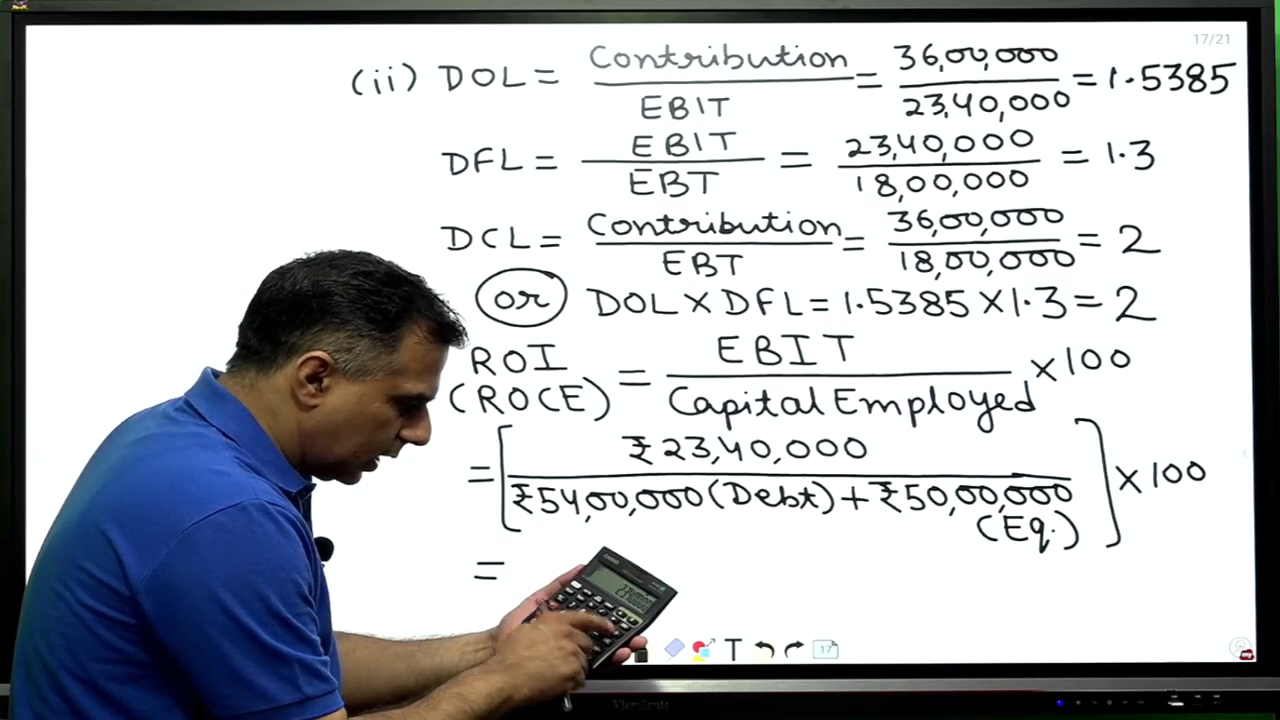 17/21
(ii) DOL = Contribution / EBIT = 36,00,000 / 23,40,000 = 1.5385
DFL = EBIT / EBT = 23,40,000 / 18,00,000 = 1.3
DCL = Contribution / EBT = 36,00,000 / 18,00,000 = 2
or DOL X DFL = 1.5385 X 1.3 = 2
ROI (ROCE) = EBIT / Capital Employed X 100
= [ ₹23,40,000 / ₹54,00,000 (Debt) + ₹50,00,000 (Eq.) ] X 100
=
T 17